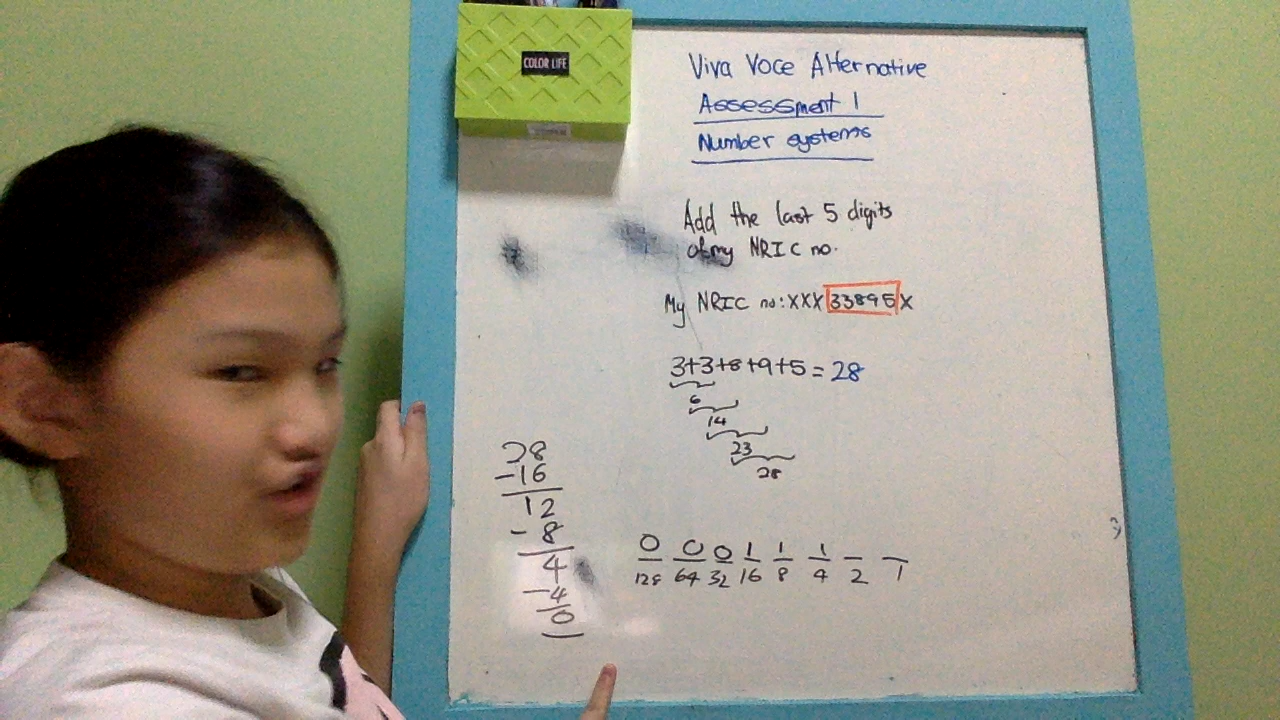 COLOR LIFE
Viva Voce Alternative
Assessment 1
Number systems
Add the last 5 digits
of my NRIC no.
My NRIC no: XXX 33895 X
3+3+8+9+5 = 28
6
14
23
28
28
-16
12
- 8
4
-4
0
0 0 0 1 1 1
128 64 32 16 8 4 2 1